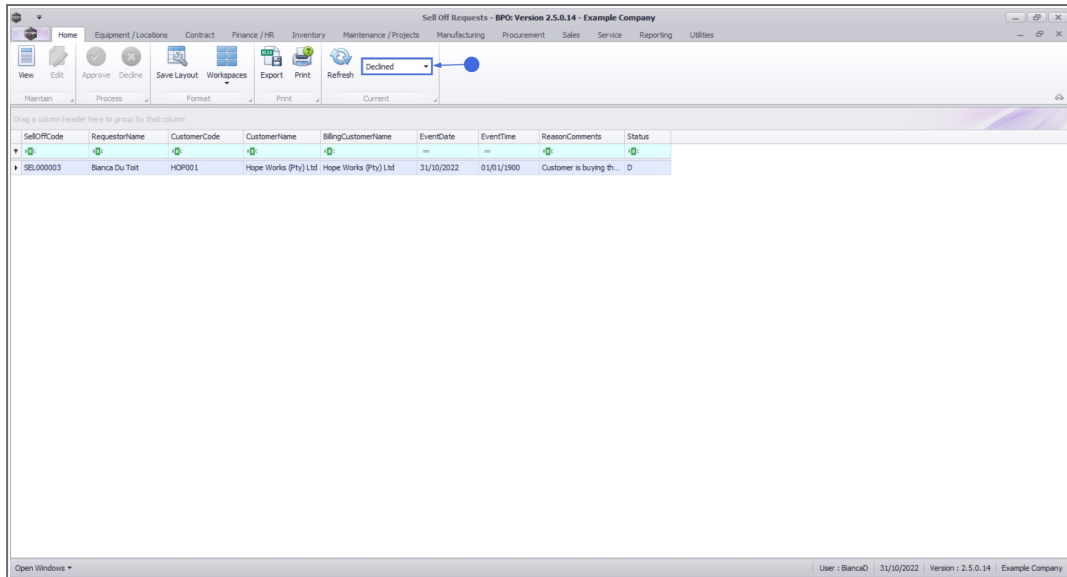 Sell Off Requests - BPO: Version 2.5.0.14 - Example Company
Home Equipment / Locations Contract Finance / HR Inventory Maintenance / Projects Manufacturing Procurement Sales Service Reporting Utilities
View Edit Approve Decline Save Layout Workspaces Export Print Refresh Declined
Maintain Process Format Print Current
Drag a column header here to group by that column
SellOffCode RequestorName CustomerCode CustomerName BillingCustomerName EventDate EventTime ReasonComments Status
SEL000003 Bianca Du Toit HOP001 Hope Works (Pty) Ltd Hope Works (Pty) Ltd 31/10/2022 01/01/1900 Customer is buying th... D
Open Windows User : BiancaD 31/10/2022 Version : 2.5.0.14 Example Company